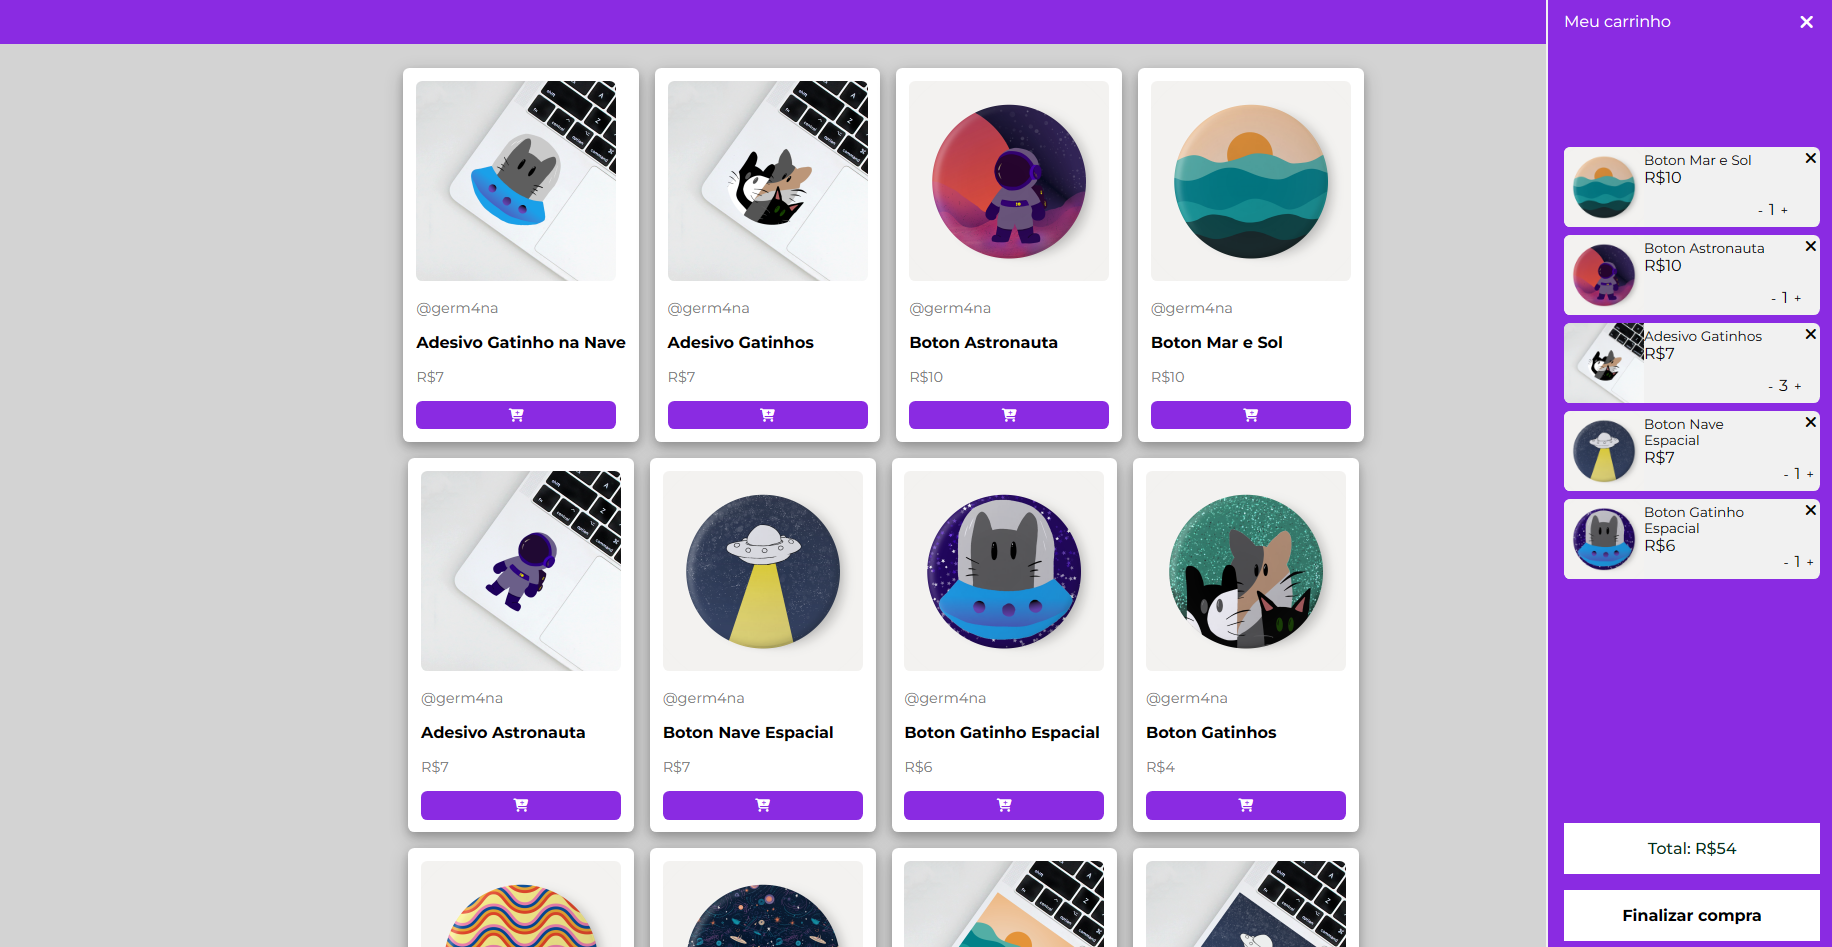 Meu carrinho
@germ4na
Adesivo Gatinho na Nave
R$7
@germ4na
Adesivo Gatinhos
R$7
@germ4na
Boton Astronauta
R$10
@germ4na
Boton Mar e Sol
R$10
@germ4na
Adesivo Astronauta
R$7
@germ4na
Boton Nave Espacial
R$7
@germ4na
Boton Gatinho Espacial
R$6
@germ4na
Boton Gatinhos
R$4
Boton Mar e Sol
R$10
- 1 +
Boton Astronauta
R$10
- 1 +
Adesivo Gatinhos
R$7
- 3 +
Boton Nave
Espacial
R$7
- 1 +
Boton Gatinho
Espacial
R$6
- 1 +
Total: R$54
Finalizar compra